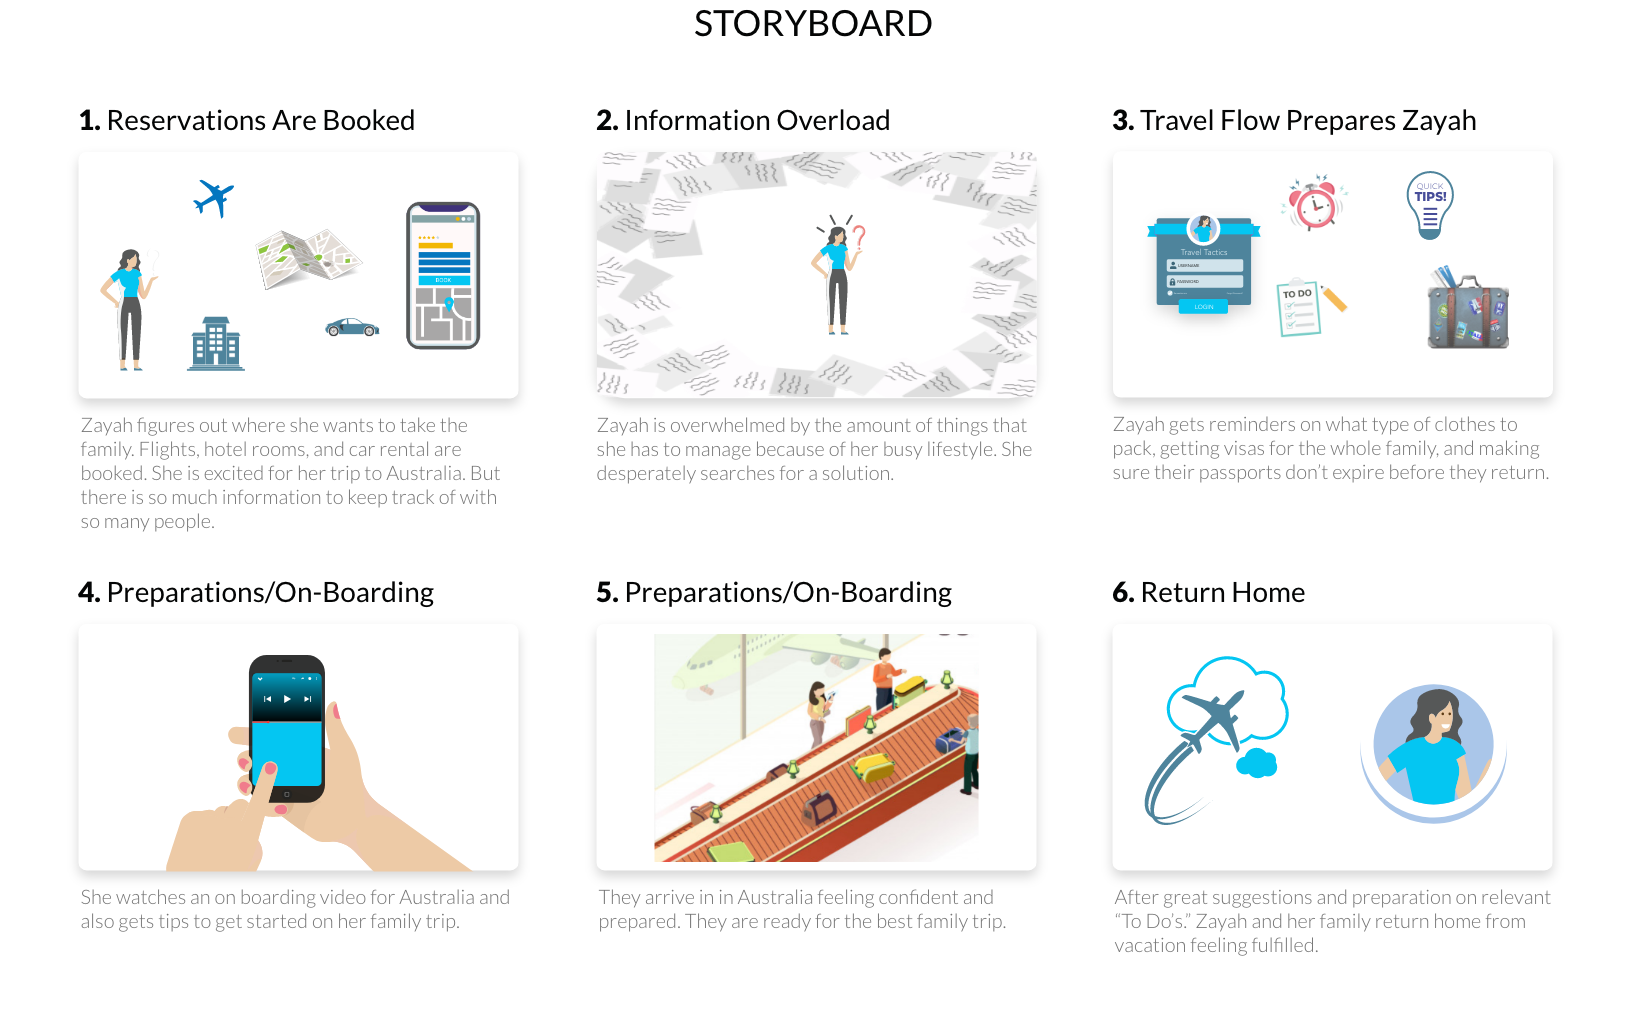 STORYBOARD
1. Reservations Are Booked
BOOK
Zayah figures out where she wants to take the
family. Flights, hotel rooms, and car rental are
booked. She is excited for her trip to Australia. But
there is so much information to keep track of with
so many people.
2. Information Overload
Zayah is overwhelmed by the amount of things that
she has to manage because of her busy lifestyle. She
desperately searches for a solution.
3. Travel Flow Prepares Zayah
QUICK
TIPS!
Travel Tactics
USERNAME
PASSWORD
LOGIN
TO DO
Zayah gets reminders on what type of clothes to
pack, getting visas for the whole family, and making
sure their passports don’t expire before they return.
4. Preparations/On-Boarding
She watches an on boarding video for Australia and
also gets tips to get started on her family trip.
5. Preparations/On-Boarding
They arrive in in Australia feeling confident and
prepared. They are ready for the best family trip.
6. Return Home
After great suggestions and preparation on relevant
“To Do’s.” Zayah and her family return home from
vacation feeling fulfilled.